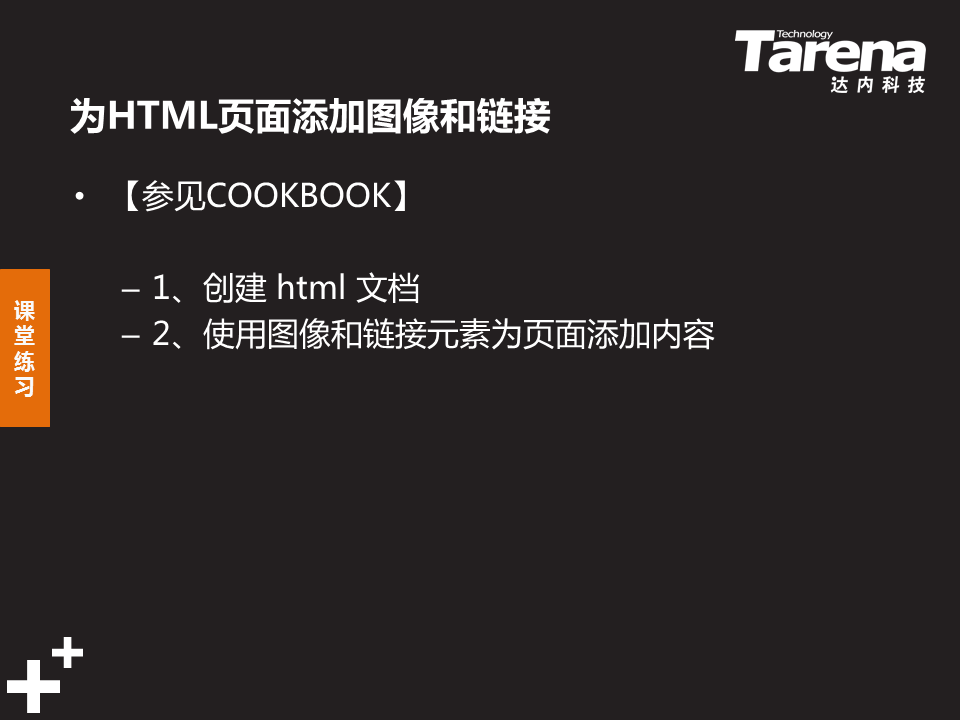 Technology
Tarena
达内科技
为HTML页面添加图像和链接
• 【参见COOKBOOK】
– 1、创建 html 文档
– 2、使用图像和链接元素为页面添加内容
课
堂
练
习